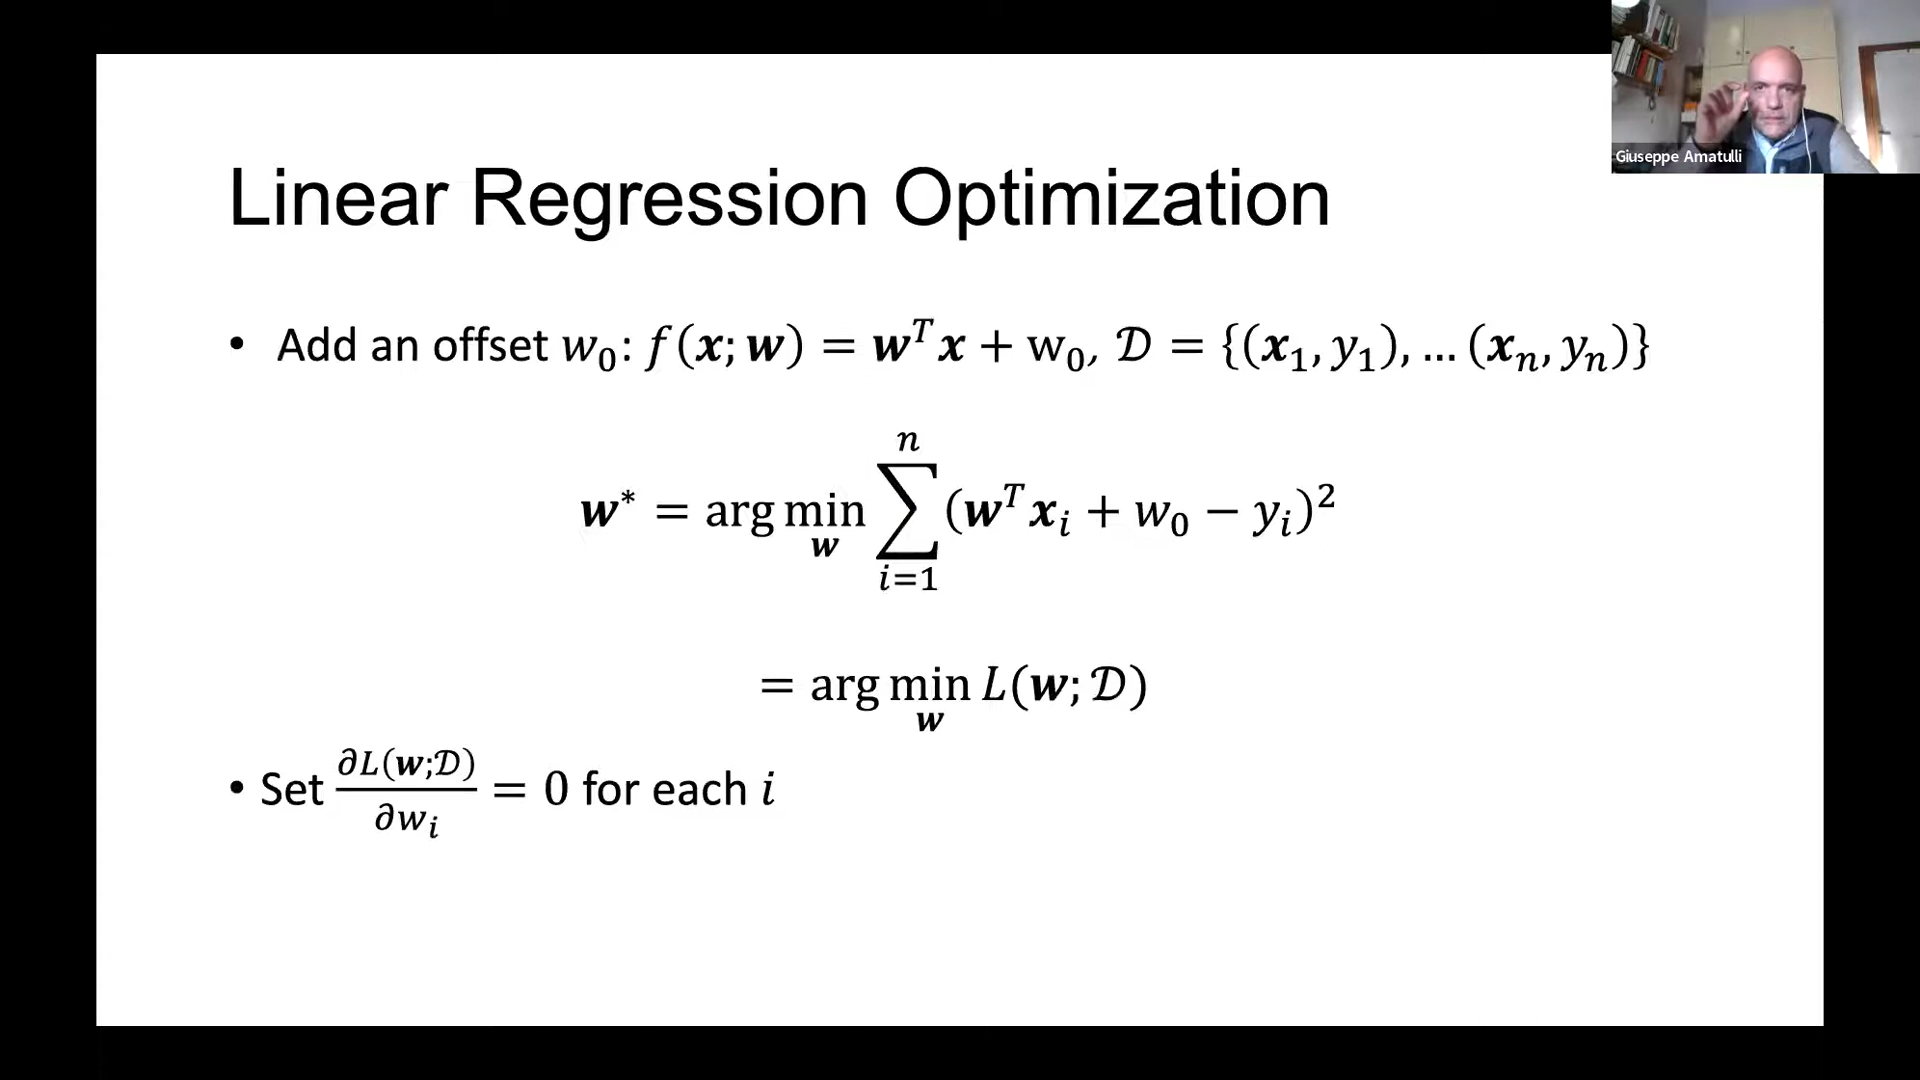 Giuseppe Amatulli
Linear Regression Optimization
• Add an offset w₀: f(x; w) = wᵀx + w₀, 𝒟 = {(x₁, y₁), … (xₙ, yₙ)}
w* = arg min_w ∑_{i=1}^{n} (wᵀxᵢ + w₀ − yᵢ)²
= arg min_w L(w; 𝒟)
• Set ∂L(w;𝒟)/∂wᵢ = 0 for each i